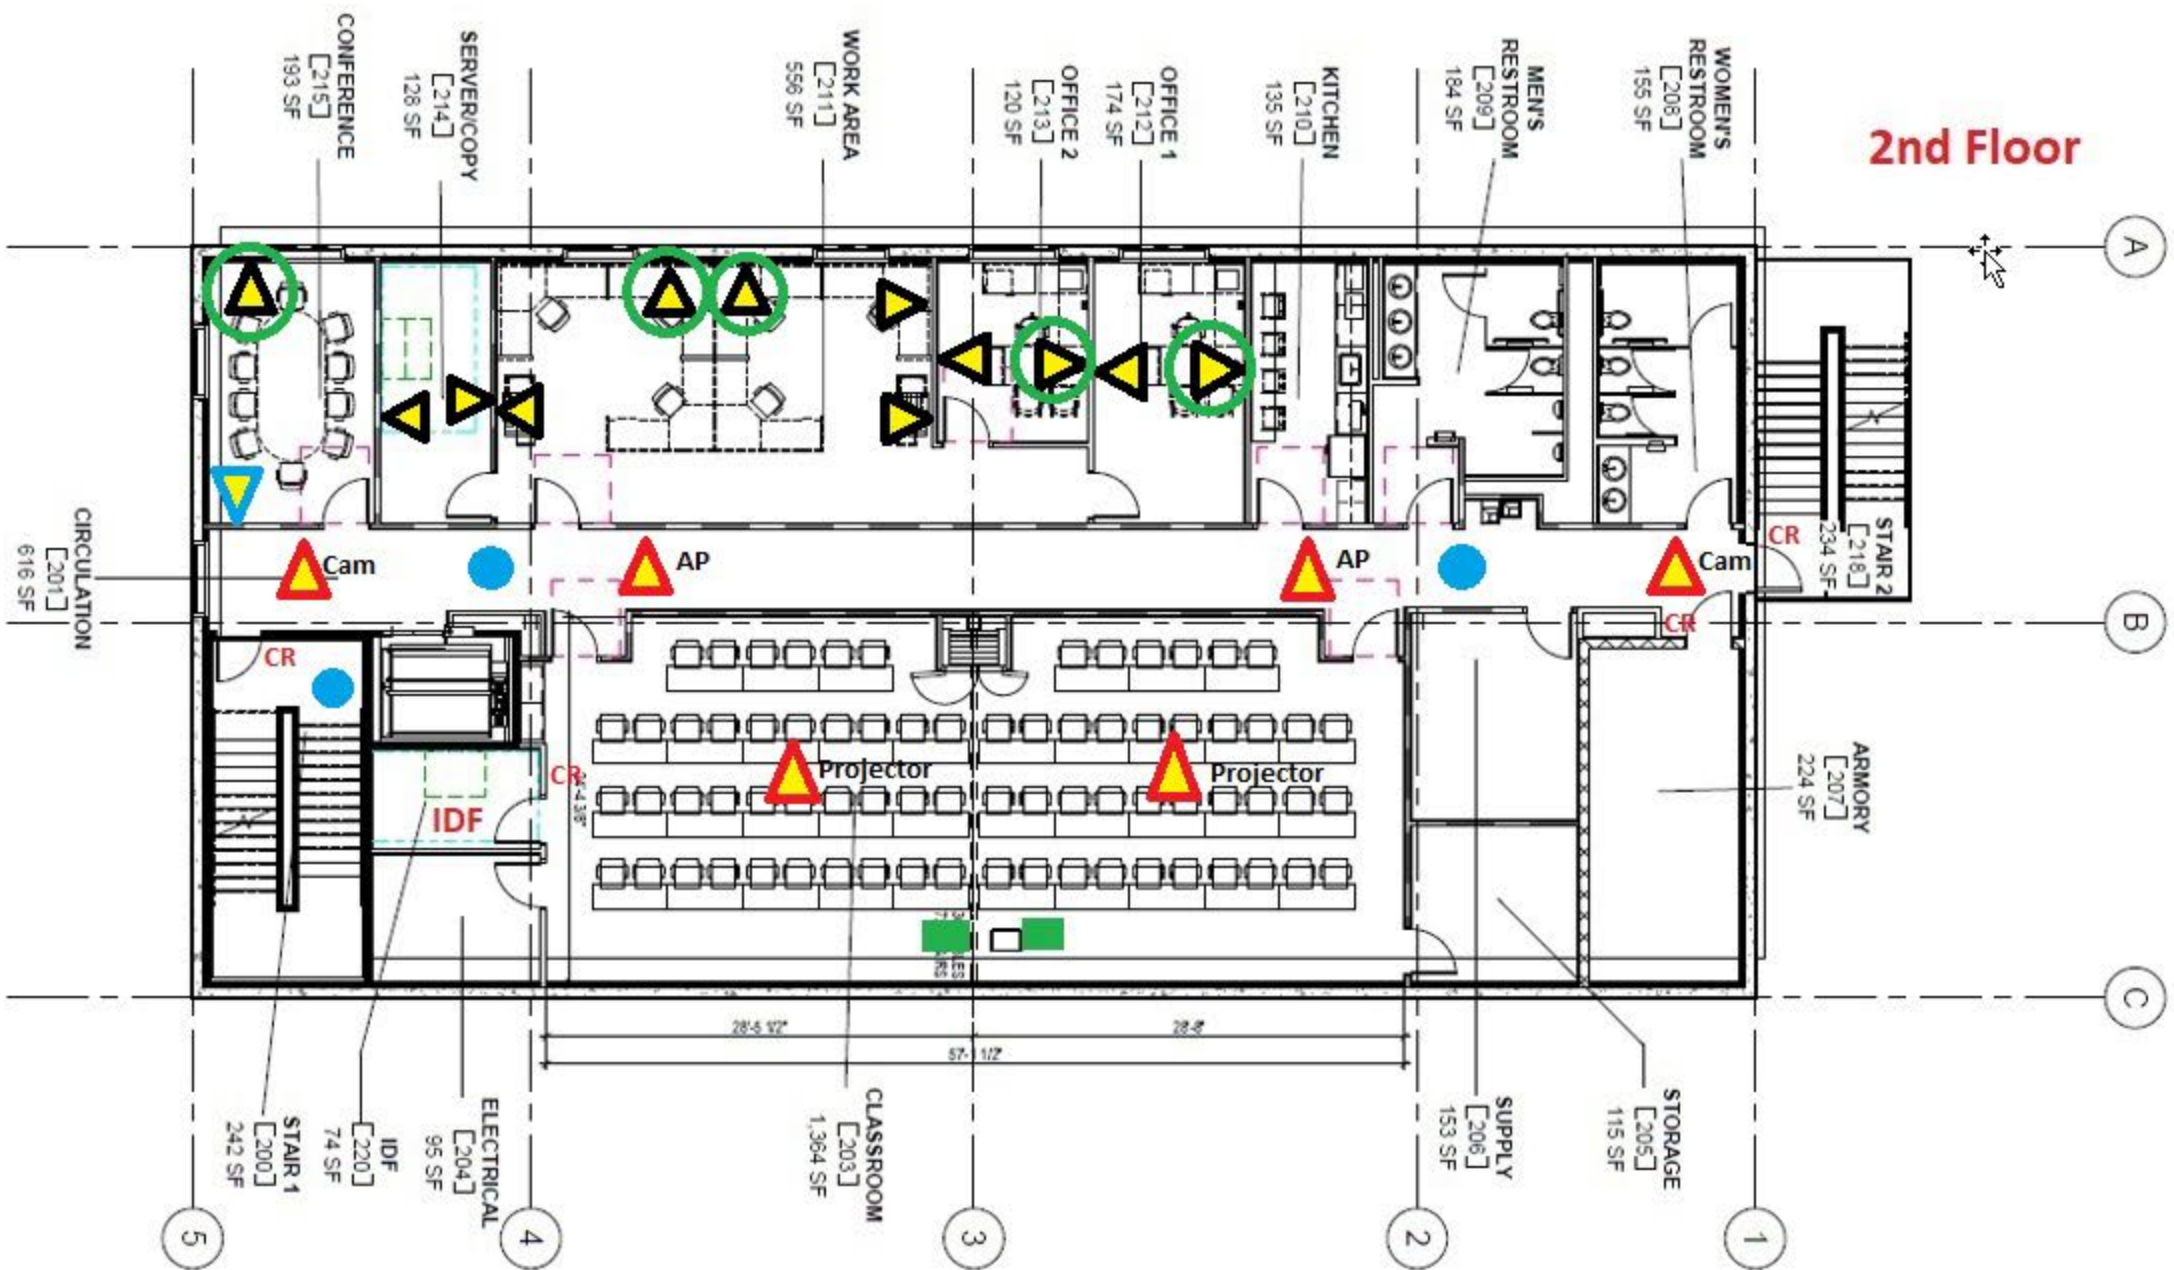 2nd Floor
CONFERENCE
[215]
193 SF
SERVER/COPY
[214]
128 SF
WORK AREA
[211]
556 SF
OFFICE 2
[213]
120 SF
OFFICE 1
[212]
174 SF
KITCHEN
[210]
135 SF
MEN'S
RESTROOM
[209]
184 SF
WOMEN'S
RESTROOM
[208]
155 SF
A
STAIR 2
[218]
234 SF
CR
CIRCULATION
[201]
616 SF
Cam
AP
AP
Cam
CR
B
CR
CR
IDF
Projector
Projector
ARMORY
[207]
224 SF
C
28'-5 1/2"
28'-8"
STAIR 1
[200]
242 SF
IDF
[220]
74 SF
ELECTRICAL
[204]
95 SF
CLASSROOM
[203]
1,364 SF
SUPPLY
[206]
153 SF
STORAGE
[205]
115 SF
5
4
3
2
1